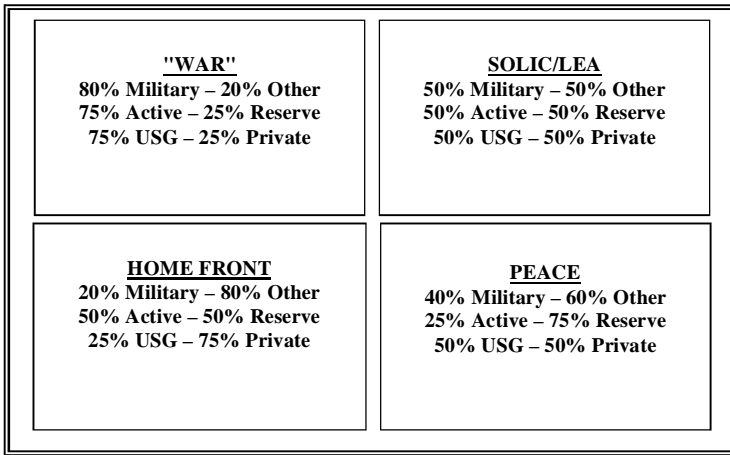 "WAR"
80% Military – 20% Other
75% Active – 25% Reserve
75% USG – 25% Private
SOLIC/LEA
50% Military – 50% Other
50% Active – 50% Reserve
50% USG – 50% Private
HOME FRONT
20% Military – 80% Other
50% Active – 50% Reserve
25% USG – 75% Private
PEACE
40% Military – 60% Other
25% Active – 75% Reserve
50% USG – 50% Private